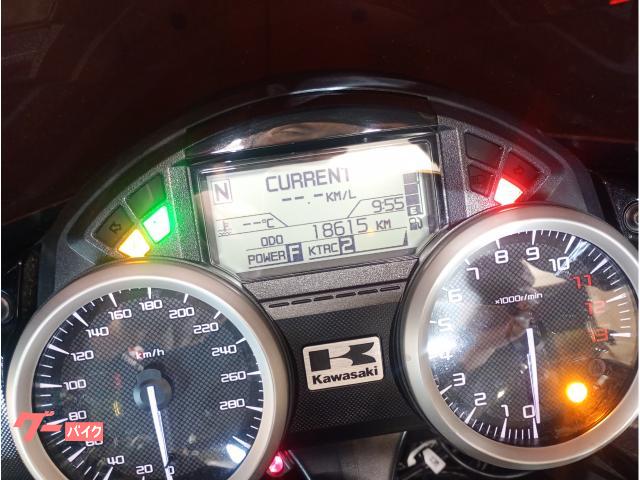 N
CURRENT
--.-KM/L
9:55
E
--°C
ODO 18615 KM
POWER F KTRC 2
K
Kawasaki
km/h
0 20 40 60 80 100 120 140 160 180 200 220 240 260 280
x1000r/min
0 1 2 3 4 5 6 7 8 9 10 11 12 13
グーバイク